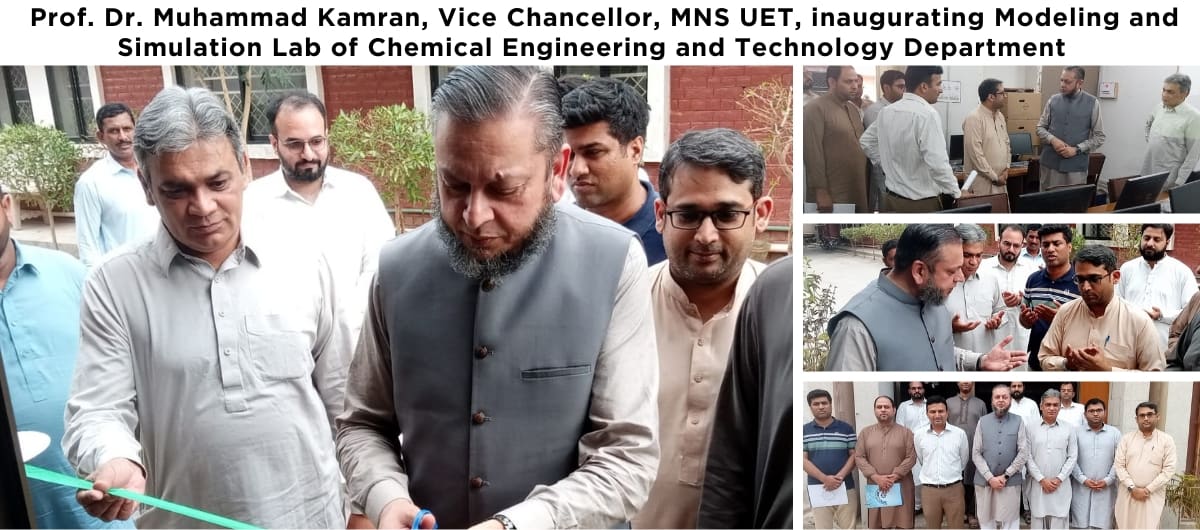 Prof. Dr. Muhammad Kamran, Vice Chancellor, MNS UET, inaugurating Modeling and
Simulation Lab of Chemical Engineering and Technology Department